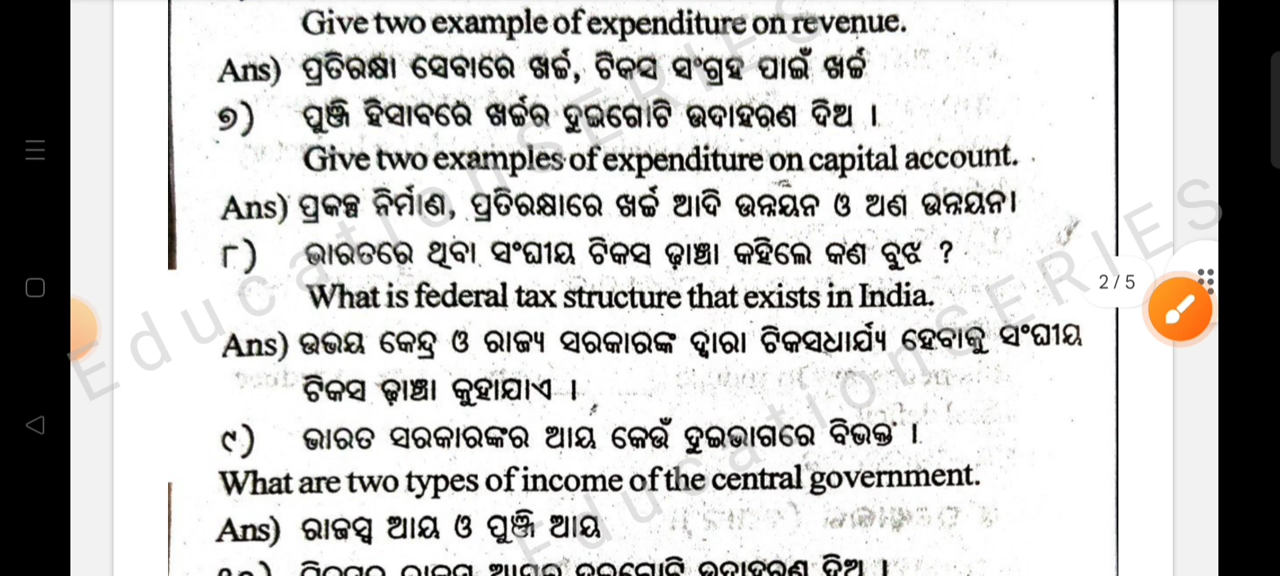 Give two example of expenditure on revenue.
Ans) ପ୍ରତିରକ୍ଷା ସେବାରେ ଖର୍ଚ୍ଚ, ଟିକସ ସଂଗ୍ରହ ପାଇଁ ଖର୍ଚ୍ଚ
୭) ପୁଞ୍ଜି ହିସାବରେ ଖର୍ଚ୍ଚର ଦୁଇଗୋଟି ଉଦାହରଣ ଦିଅ ।
Give two examples of expenditure on capital account.
Ans) ପ୍ରକଳ୍ପ ନିର୍ମାଣ, ପ୍ରତିରକ୍ଷାରେ ଖର୍ଚ୍ଚ ଆଦି ଉନ୍ନୟନ ଓ ଅଣ ଉନ୍ନୟନ।
୮) ଭାରତରେ ଥିବା ସଂଘୀୟ ଟିକସ ଢ଼ାଞ୍ଚା କହିଲେ କଣ ବୁଝ ?
What is federal tax structure that exists in India.
2 / 5
Ans) ଉଭୟ କେନ୍ଦ୍ର ଓ ରାଜ୍ୟ ସରକାରଙ୍କ ଦ୍ୱାରା ଟିକସଧାର୍ଯ୍ୟ ହେବାକୁ ସଂଘୀୟ
ଟିକସ ଢ଼ାଞ୍ଚା କୁହାଯାଏ ।
୯) ଭାରତ ସରକାରଙ୍କର ଆୟ କେଉଁ ଦୁଇଭାଗରେ ବିଭକ୍ତ ।
What are two types of income of the central government.
Ans) ରାଜସ୍ୱ ଆୟ ଓ ପୁଞ୍ଜି ଆୟ
Education SERIES
Education SERIES